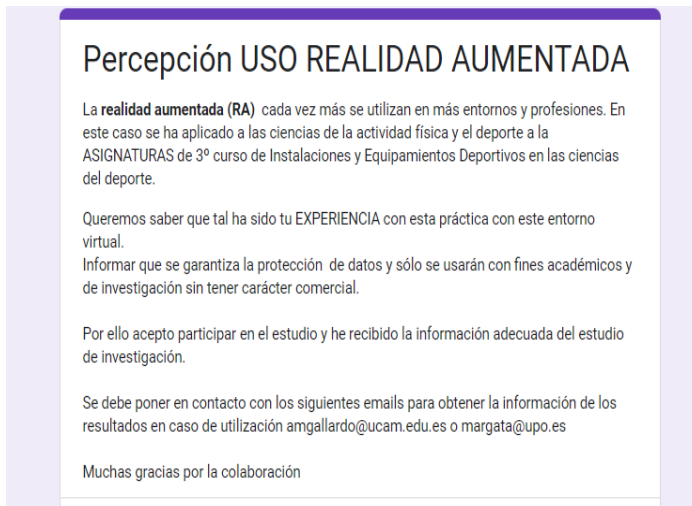 Percepción USO REALIDAD AUMENTADA
La realidad aumentada (RA) cada vez más se utilizan en más entornos y profesiones. En
este caso se ha aplicado a las ciencias de la actividad física y el deporte a la
ASIGNATURAS de 3º curso de Instalaciones y Equipamientos Deportivos en las ciencias
del deporte.
Queremos saber que tal ha sido tu EXPERIENCIA con esta práctica con este entorno
virtual.
Informar que se garantiza la protección de datos y sólo se usarán con fines académicos y
de investigación sin tener carácter comercial.
Por ello acepto participar en el estudio y he recibido la información adecuada del estudio
de investigación.
Se debe poner en contacto con los siguientes emails para obtener la información de los
resultados en caso de utilización amgallardo@ucam.edu.es o margata@upo.es
Muchas gracias por la colaboración